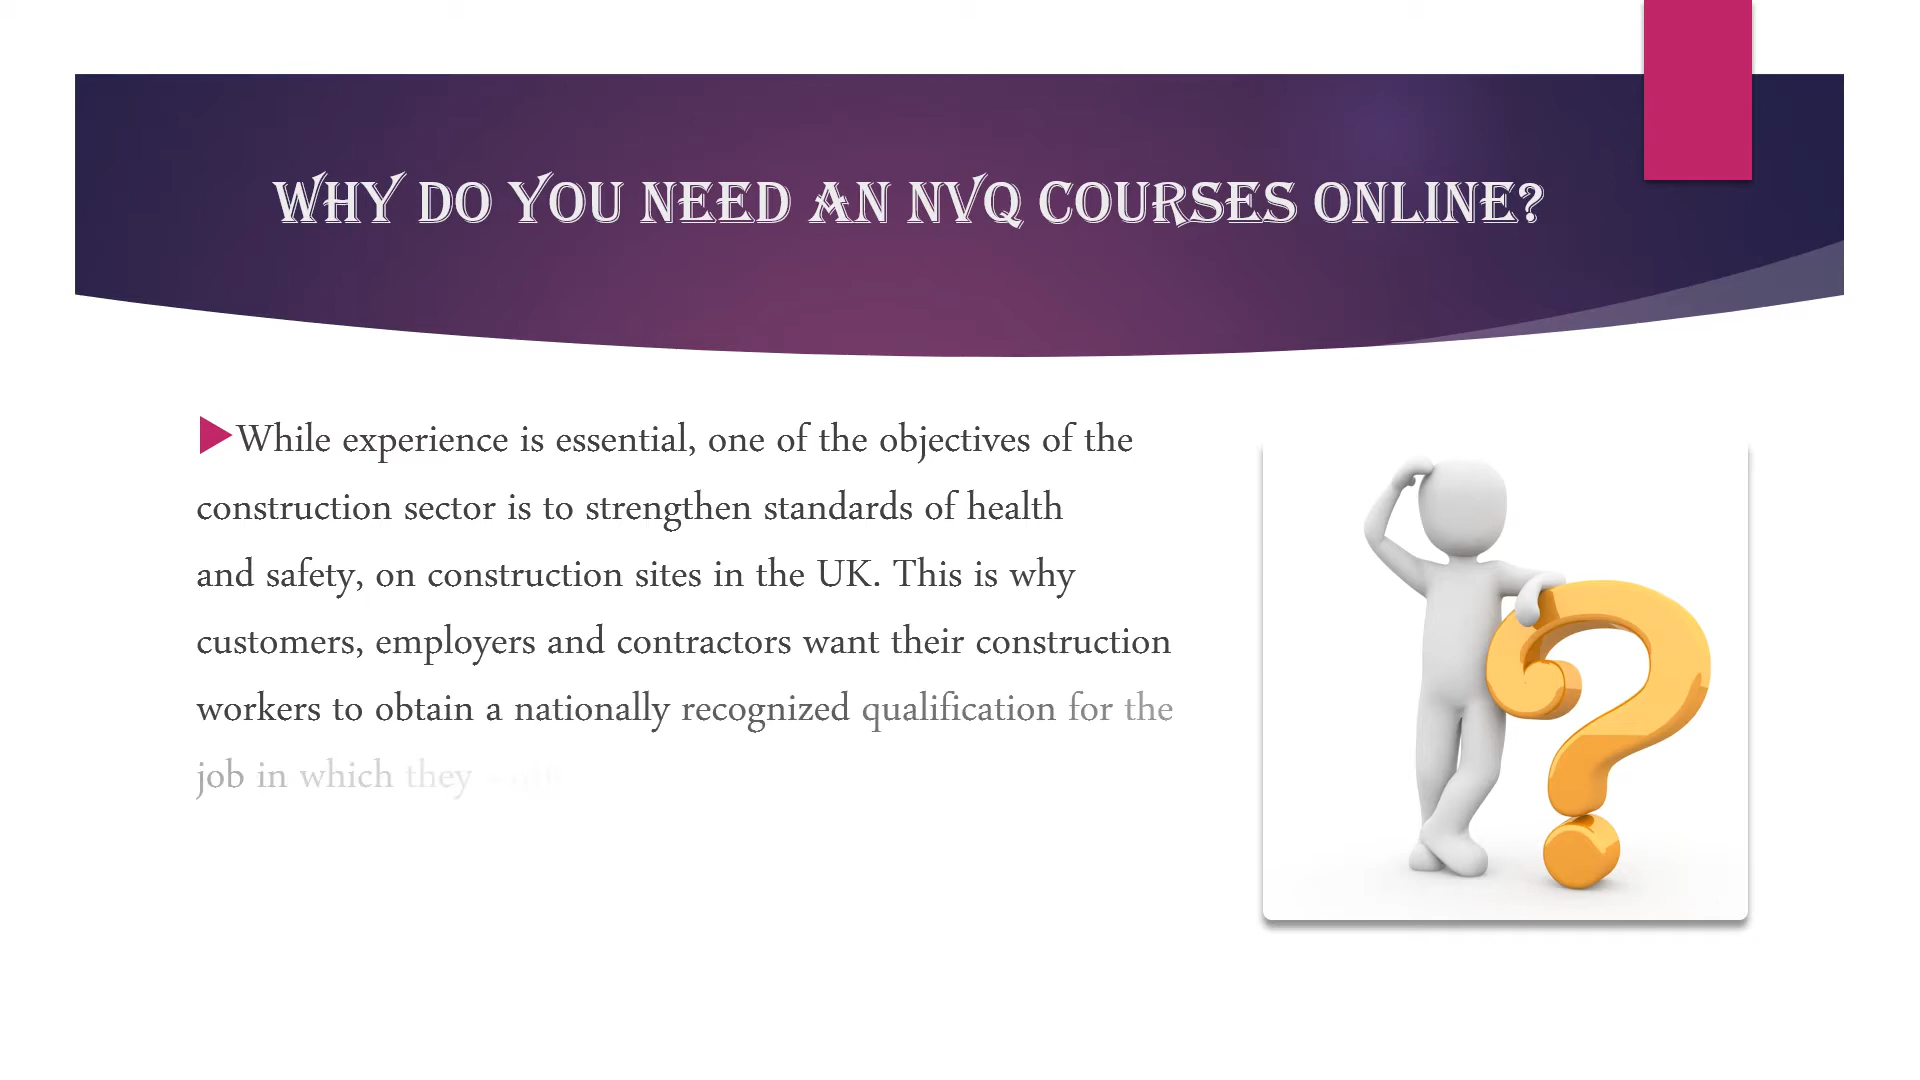 WHY DO YOU NEED AN NVQ COURSES ONLINE?
While experience is essential, one of the objectives of the
construction sector is to strengthen standards of health
and safety, on construction sites in the UK. This is why
customers, employers and contractors want their construction
workers to obtain a nationally recognized qualification for the
job in which they